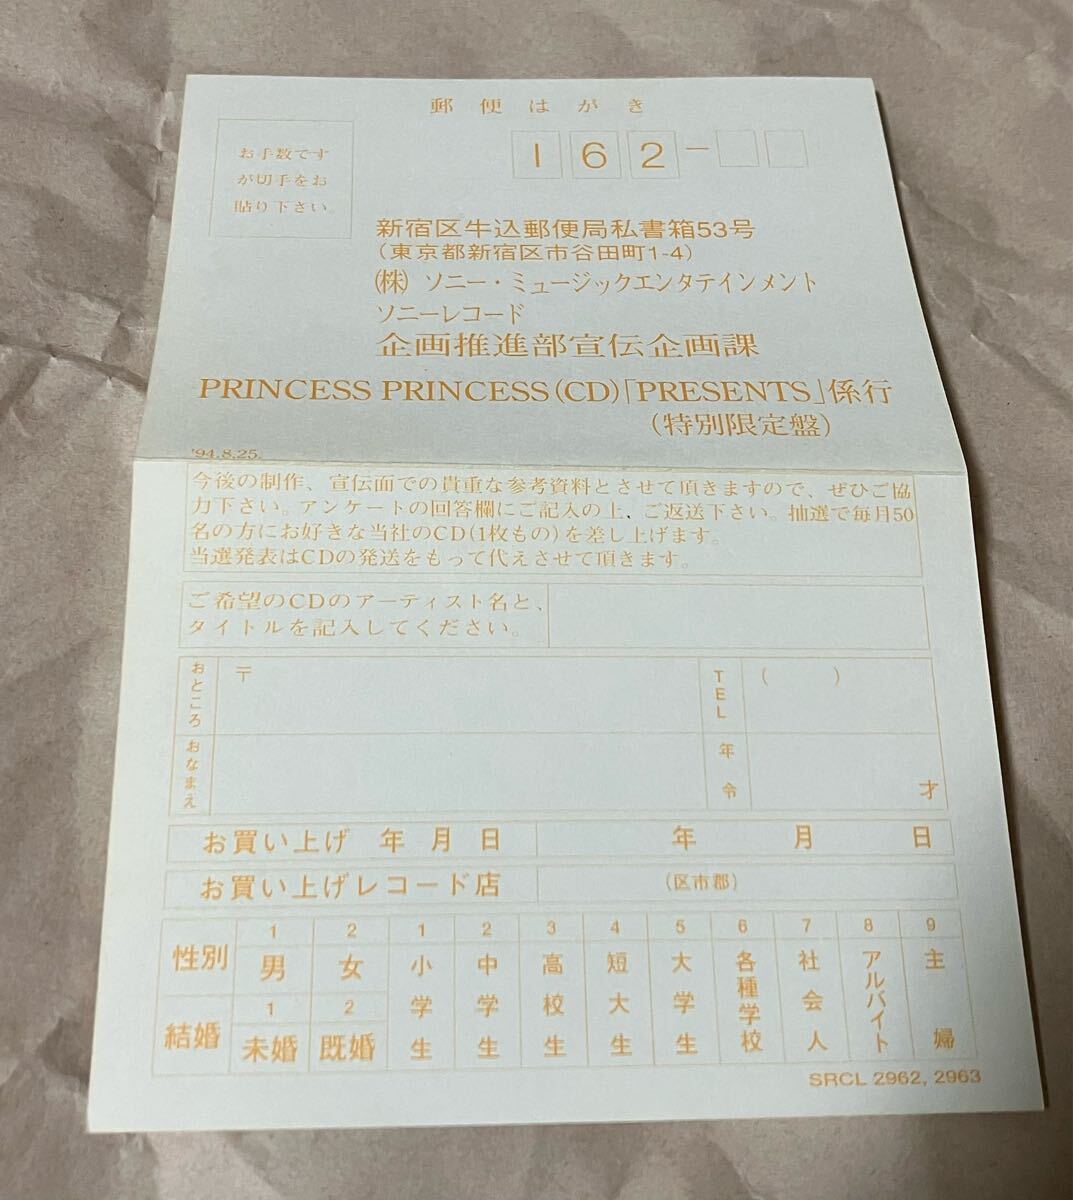 郵便はがき
お手数です
が切手をお
貼り下さい。
162-
新宿区牛込郵便局私書箱53号
(東京都新宿区市谷田町1-4)
(株) ソニー・ミュージックエンタテインメント
ソニーレコード
企画推進部宣伝企画課
PRINCESS PRINCESS(CD)「PRESENTS」係行
(特別限定盤)
'94.8.25.
今後の制作、宣伝面での貴重な参考資料とさせて頂きますので、ぜひご協
力下さい。アンケートの回答欄にご記入の上、ご返送下さい。抽選で毎月50
名の方にお好きな当社のCD(1枚もの)を差し上げます。
当選発表はCDの発送をもって代えさせて頂きます。
ご希望のCDのアーティスト名と、
タイトルを記入してください。
おところ 〒 TEL ( )
おなまえ 年令 才
お買い上げ 年 月 日 年 月 日
お買い上げレコード店 (区市郡)
性別 1 男 2 女
結婚 1 未婚 2 既婚
1 小学生
2 中学生
3 高校生
4 短大生
5 大学生
6 各種学校
7 社会人
8 アルバイト
9 主婦
SRCL 2962, 2963